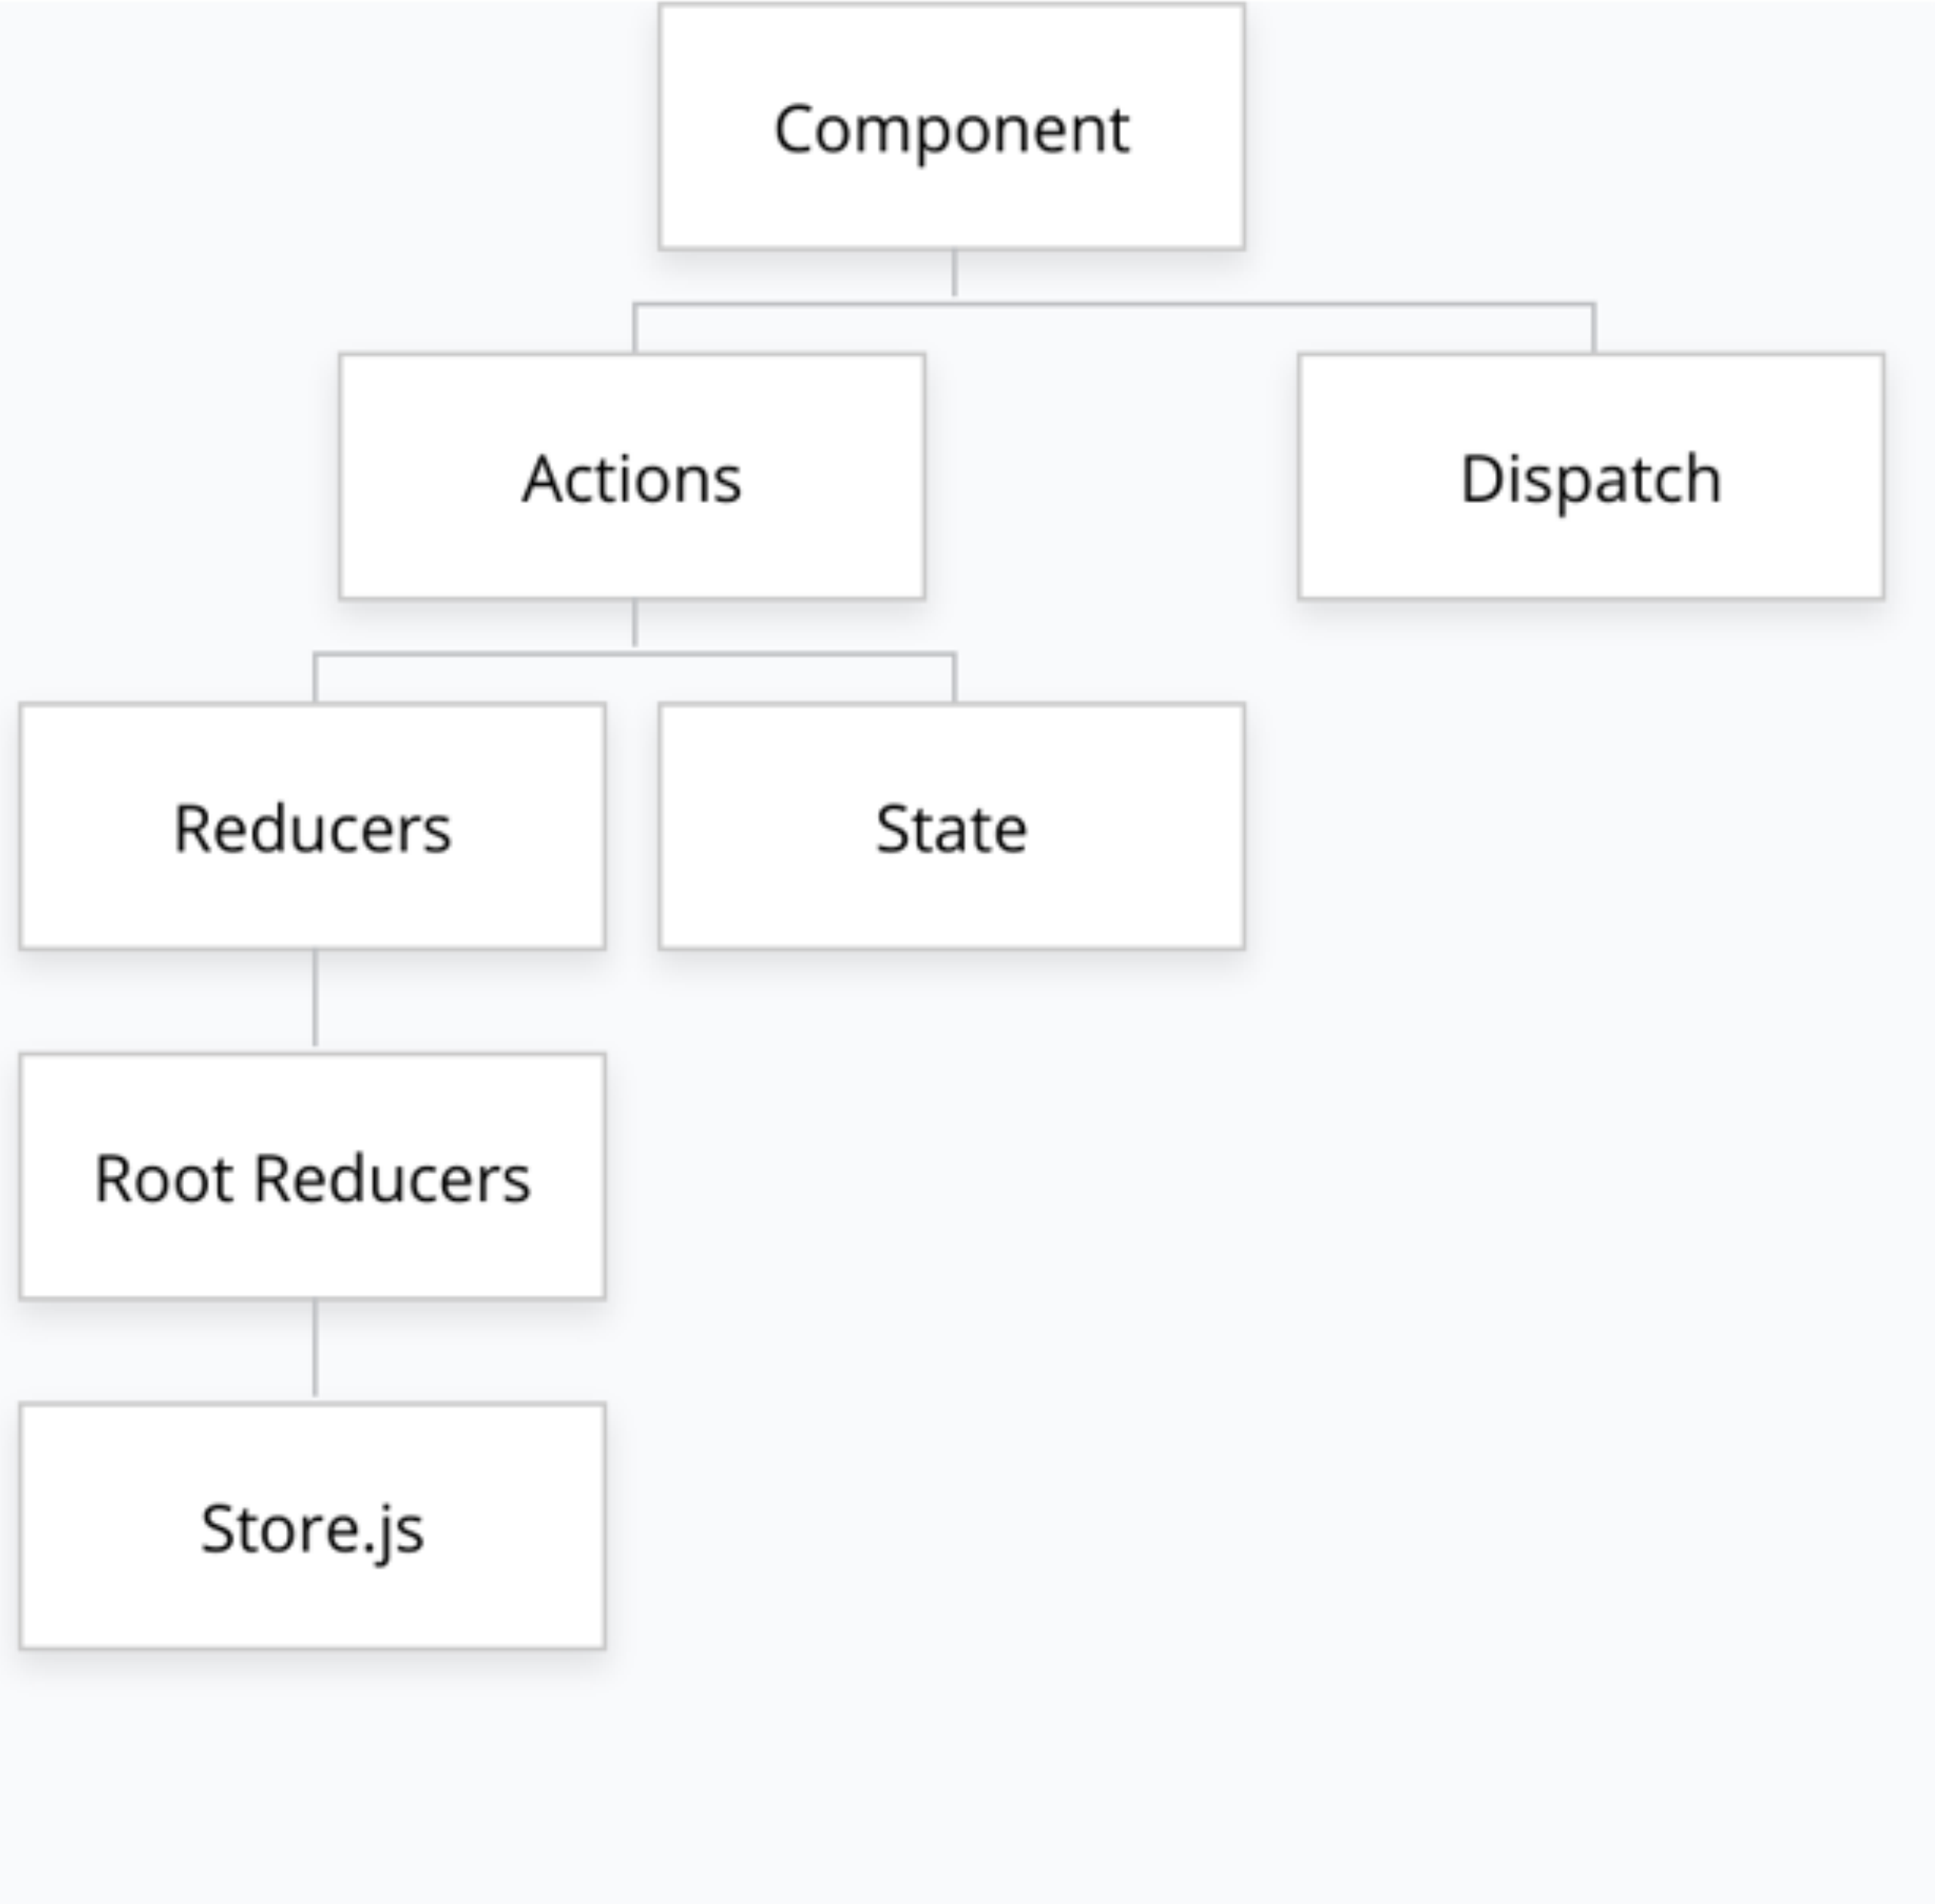 Component
Actions
Dispatch
Reducers
State
Root Reducers
Store.js